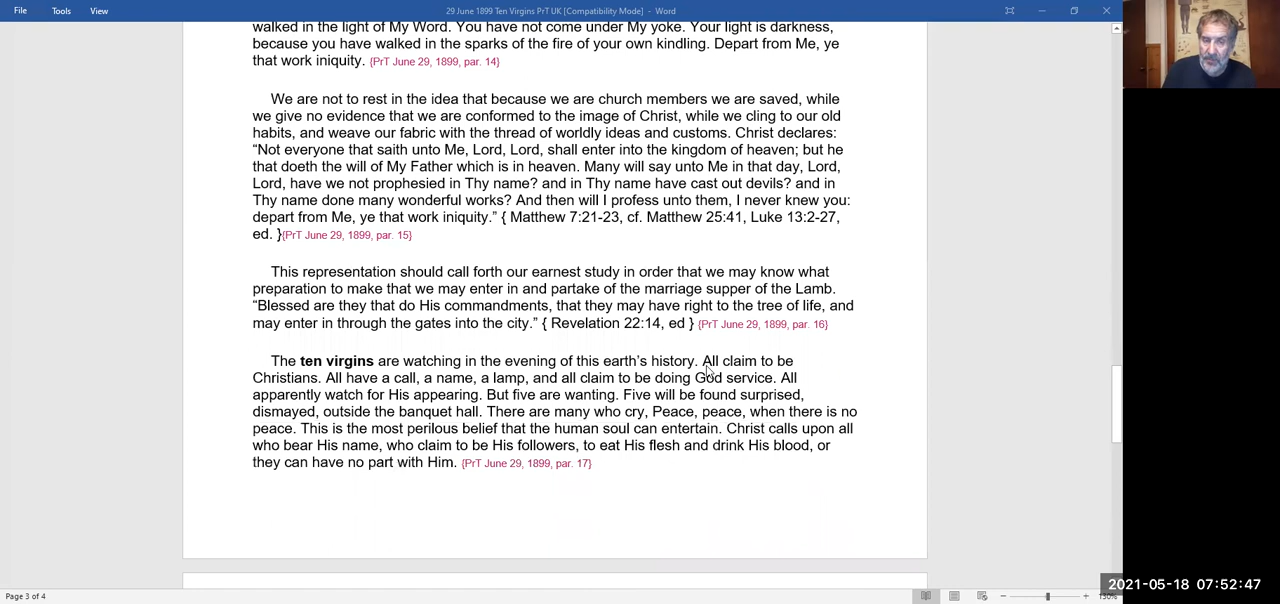 File Tools View 29 June 1899 Ten Virgins PrT UK [Compatibility Mode] - Word
walked in the light of My Word. You have not come under My yoke. Your light is darkness,
because you have walked in the sparks of the fire of your own kindling. Depart from Me, ye
that work iniquity. {PrT June 29, 1899, par. 14}
We are not to rest in the idea that because we are church members we are saved, while
we give no evidence that we are conformed to the image of Christ, while we cling to our old
habits, and weave our fabric with the thread of worldly ideas and customs. Christ declares:
“Not everyone that saith unto Me, Lord, Lord, shall enter into the kingdom of heaven; but he
that doeth the will of My Father which is in heaven. Many will say unto Me in that day, Lord,
Lord, have we not prophesied in Thy name? and in Thy name have cast out devils? and in
Thy name done many wonderful works? And then will I profess unto them, I never knew you:
depart from Me, ye that work iniquity.” { Matthew 7:21-23, cf. Matthew 25:41, Luke 13:2-27,
ed. }{PrT June 29, 1899, par. 15}
This representation should call forth our earnest study in order that we may know what
preparation to make that we may enter in and partake of the marriage supper of the Lamb.
“Blessed are they that do His commandments, that they may have right to the tree of life, and
may enter in through the gates into the city.” { Revelation 22:14, ed } {PrT June 29, 1899, par. 16}
The ten virgins are watching in the evening of this earth’s history. All claim to be
Christians. All have a call, a name, a lamp, and all claim to be doing God service. All
apparently watch for His appearing. But five are wanting. Five will be found surprised,
dismayed, outside the banquet hall. There are many who cry, Peace, peace, when there is no
peace. This is the most perilous belief that the human soul can entertain. Christ calls upon all
who bear His name, who claim to be His followers, to eat His flesh and drink His blood, or
they can have no part with Him. {PrT June 29, 1899, par. 17}
2021-05-18 07:52:47
Page 3 of 4